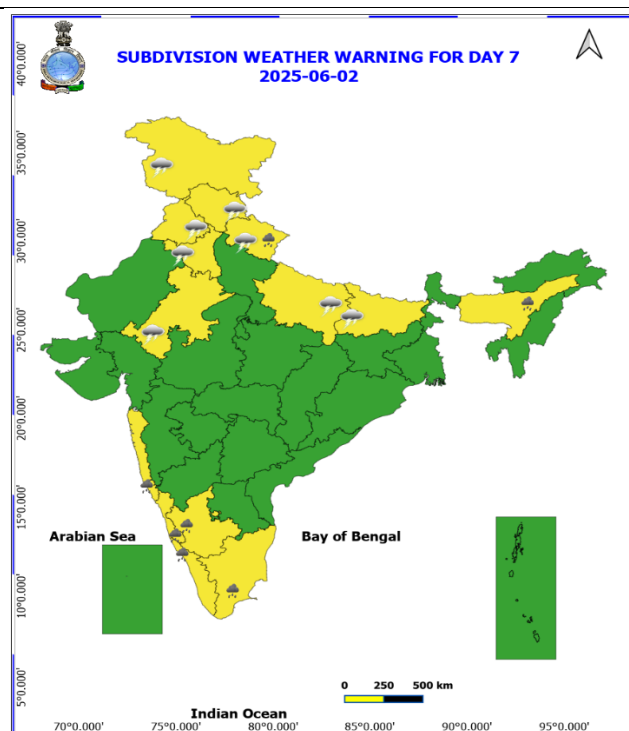 SUBDIVISION WEATHER WARNING FOR DAY 7
2025-06-02
40°0.000'
35°0.000'
30°0.000'
25°0.000'
20°0.000'
15°0.000'
10°0.000'
5°0.000'
Arabian Sea
Bay of Bengal
0 250 500 km
Indian Ocean
70°0.000' 75°0.000' 80°0.000' 85°0.000' 90°0.000' 95°0.000'